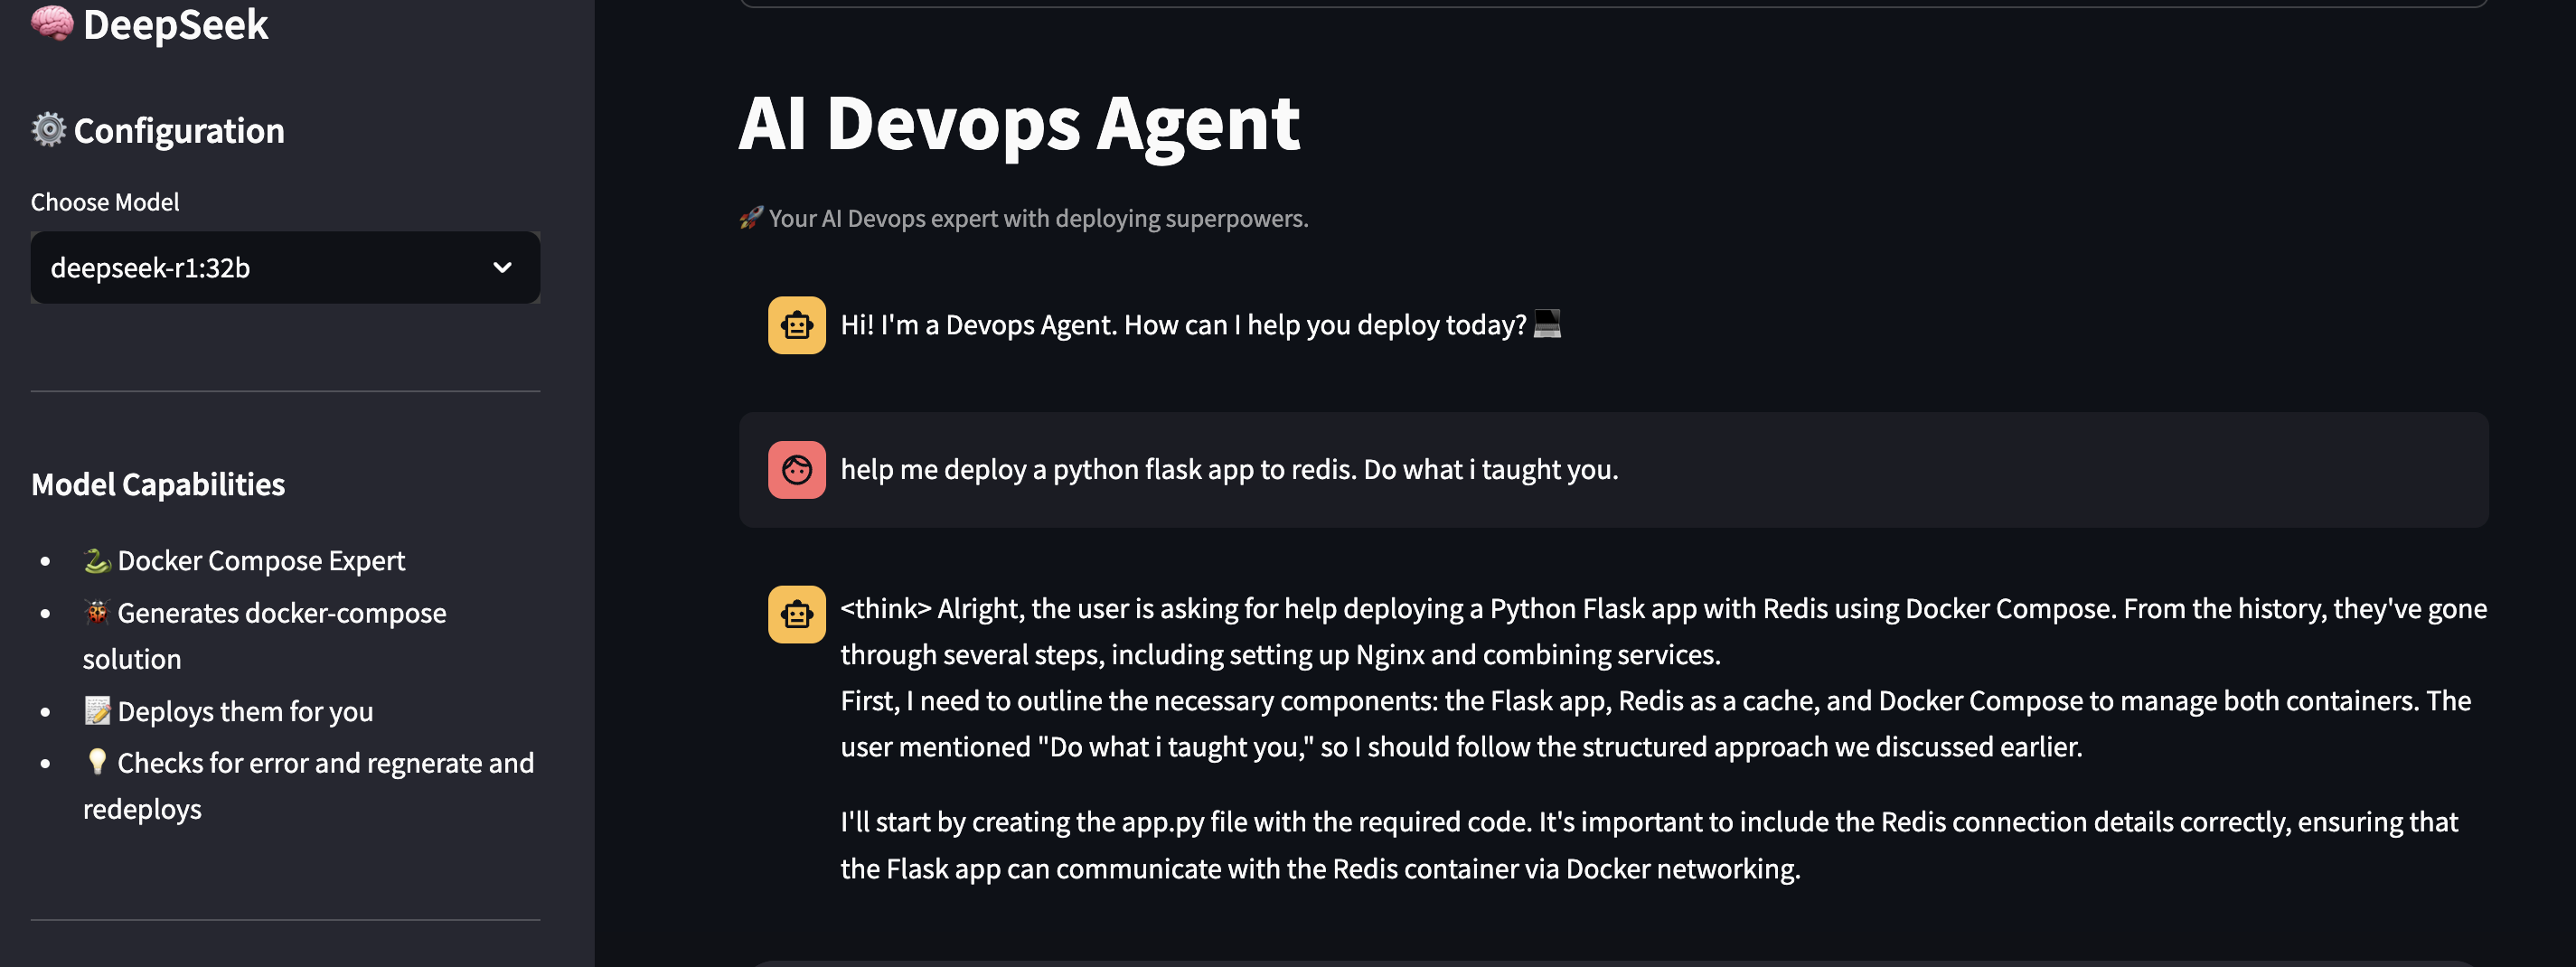 🧠 DeepSeek
⚙️ Configuration
Choose Model
deepseek-r1:32b
Model Capabilities
• 🐍 Docker Compose Expert
• 🐞 Generates docker-compose
solution
• 📝 Deploys them for you
• 💡 Checks for error and regnerate and
redeploys
AI Devops Agent
🚀 Your AI Devops expert with deploying superpowers.
Hi! I'm a Devops Agent. How can I help you deploy today? 💻
help me deploy a python flask app to redis. Do what i taught you.
<think> Alright, the user is asking for help deploying a Python Flask app with Redis using Docker Compose. From the history, they've gone
through several steps, including setting up Nginx and combining services.
First, I need to outline the necessary components: the Flask app, Redis as a cache, and Docker Compose to manage both containers. The
user mentioned "Do what i taught you," so I should follow the structured approach we discussed earlier.
I'll start by creating the app.py file with the required code. It's important to include the Redis connection details correctly, ensuring that
the Flask app can communicate with the Redis container via Docker networking.